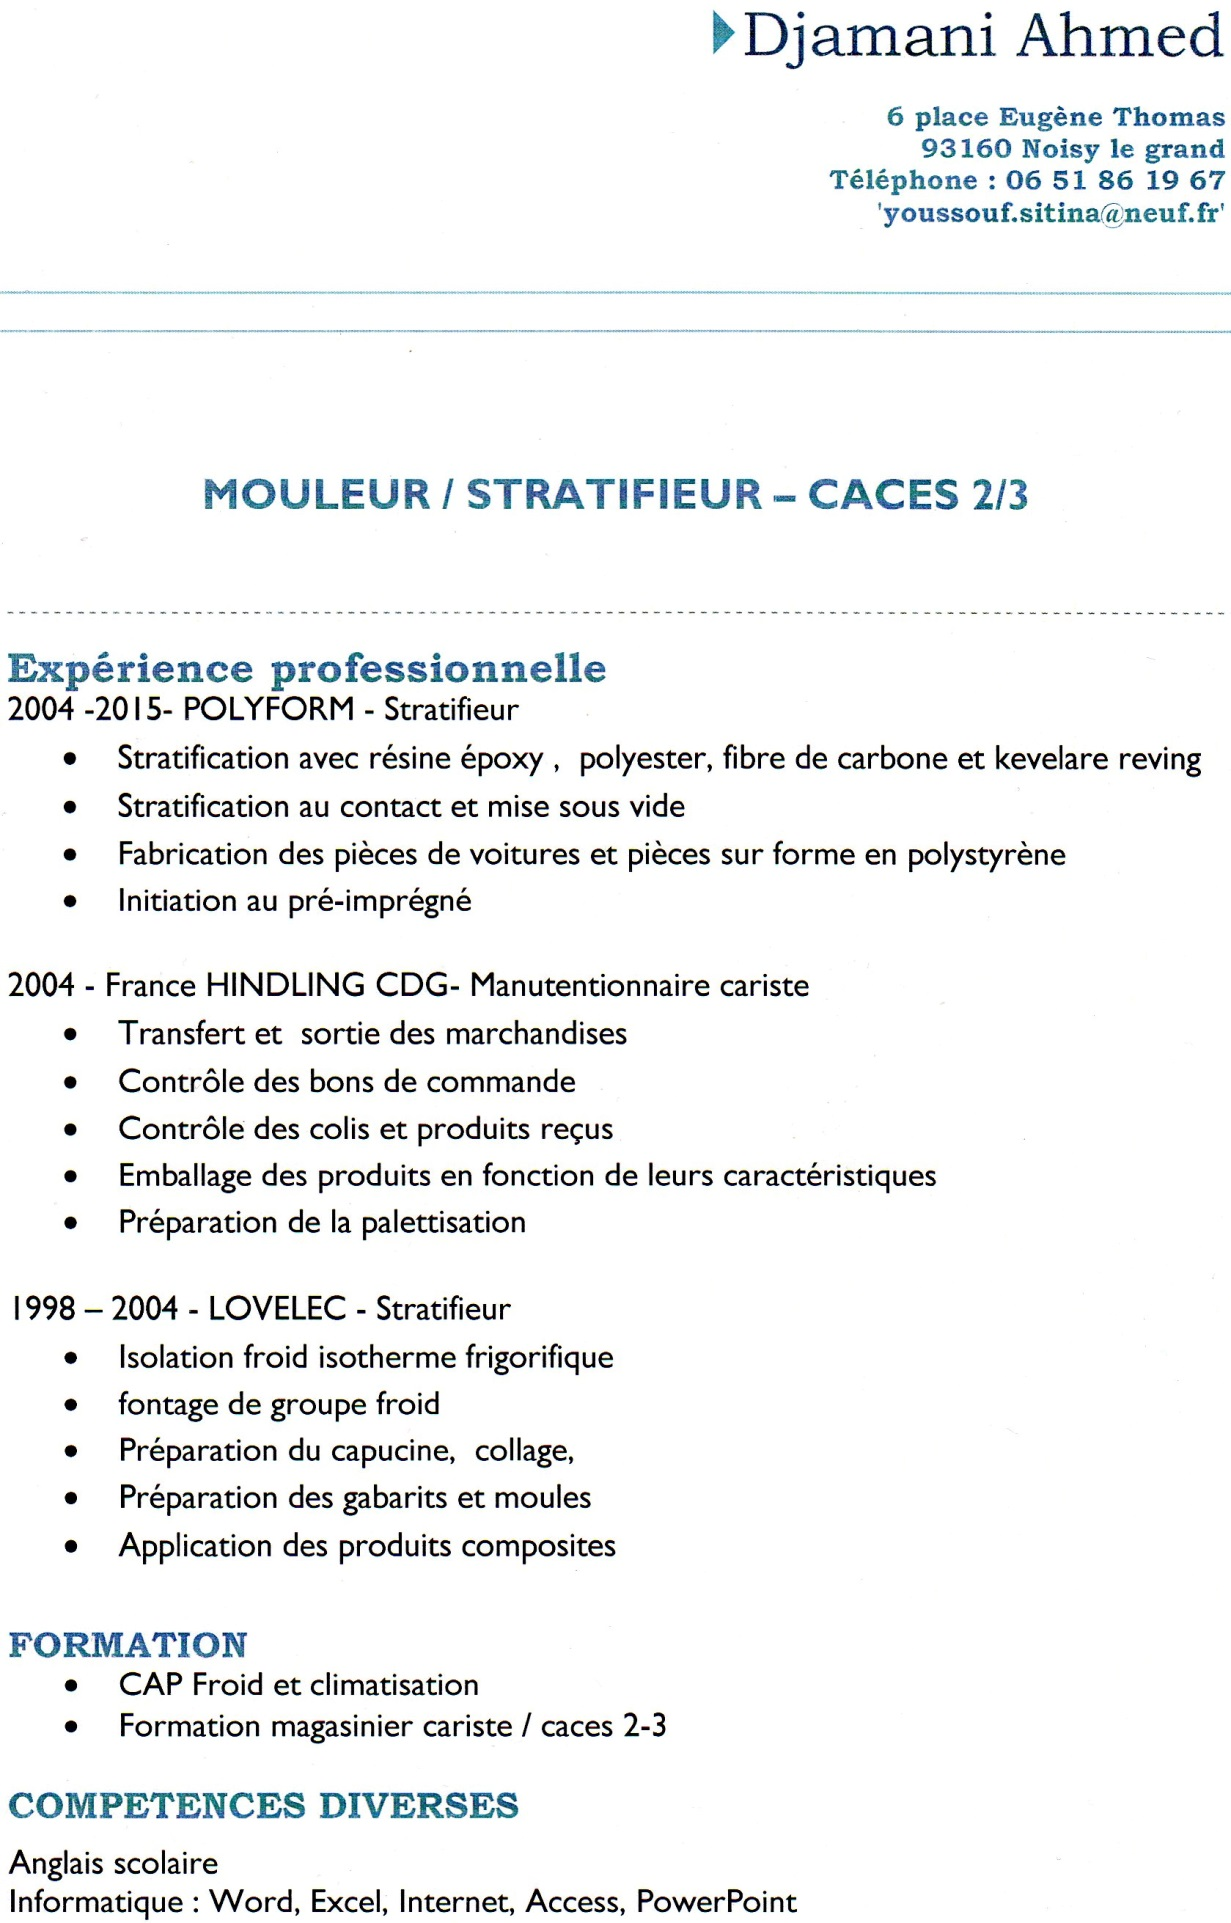 Djamani Ahmed
6 place Eugène Thomas
93160 Noisy le grand
Téléphone : 06 51 86 19 67
'youssouf.sitina@neuf.fr'
MOULEUR / STRATIFIEUR – CACES 2/3
Expérience professionnelle
2004 -2015- POLYFORM - Stratifieur
• Stratification avec résine époxy , polyester, fibre de carbone et kevelare reving
• Stratification au contact et mise sous vide
• Fabrication des pièces de voitures et pièces sur forme en polystyrène
• Initiation au pré-imprégné
2004 - France HINDLING CDG- Manutentionnaire cariste
• Transfert et sortie des marchandises
• Contrôle des bons de commande
• Contrôle des colis et produits reçus
• Emballage des produits en fonction de leurs caractéristiques
• Préparation de la palettisation
1998 – 2004 - LOVELEC - Stratifieur
• Isolation froid isotherme frigorifique
• fontage de groupe froid
• Préparation du capucine, collage,
• Préparation des gabarits et moules
• Application des produits composites
FORMATION
• CAP Froid et climatisation
• Formation magasinier cariste / caces 2-3
COMPETENCES DIVERSES
Anglais scolaire
Informatique : Word, Excel, Internet, Access, PowerPoint